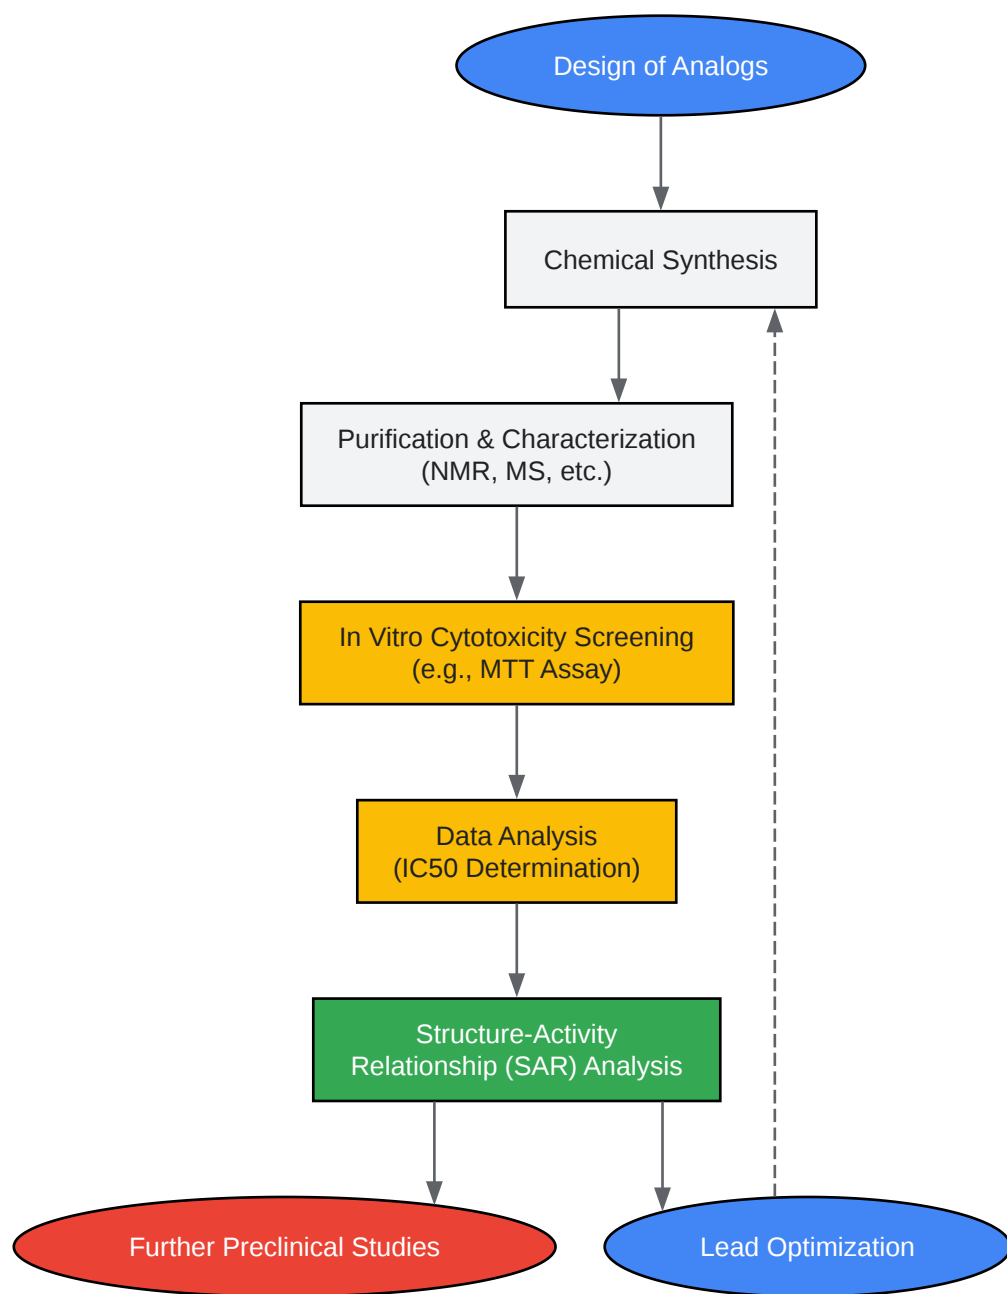 Design of Analogs
Chemical Synthesis
Purification & Characterization
(NMR, MS, etc.)
In Vitro Cytotoxicity Screening
(e.g., MTT Assay)
Data Analysis
(IC50 Determination)
Structure-Activity
Relationship (SAR) Analysis
Further Preclinical Studies
Lead Optimization